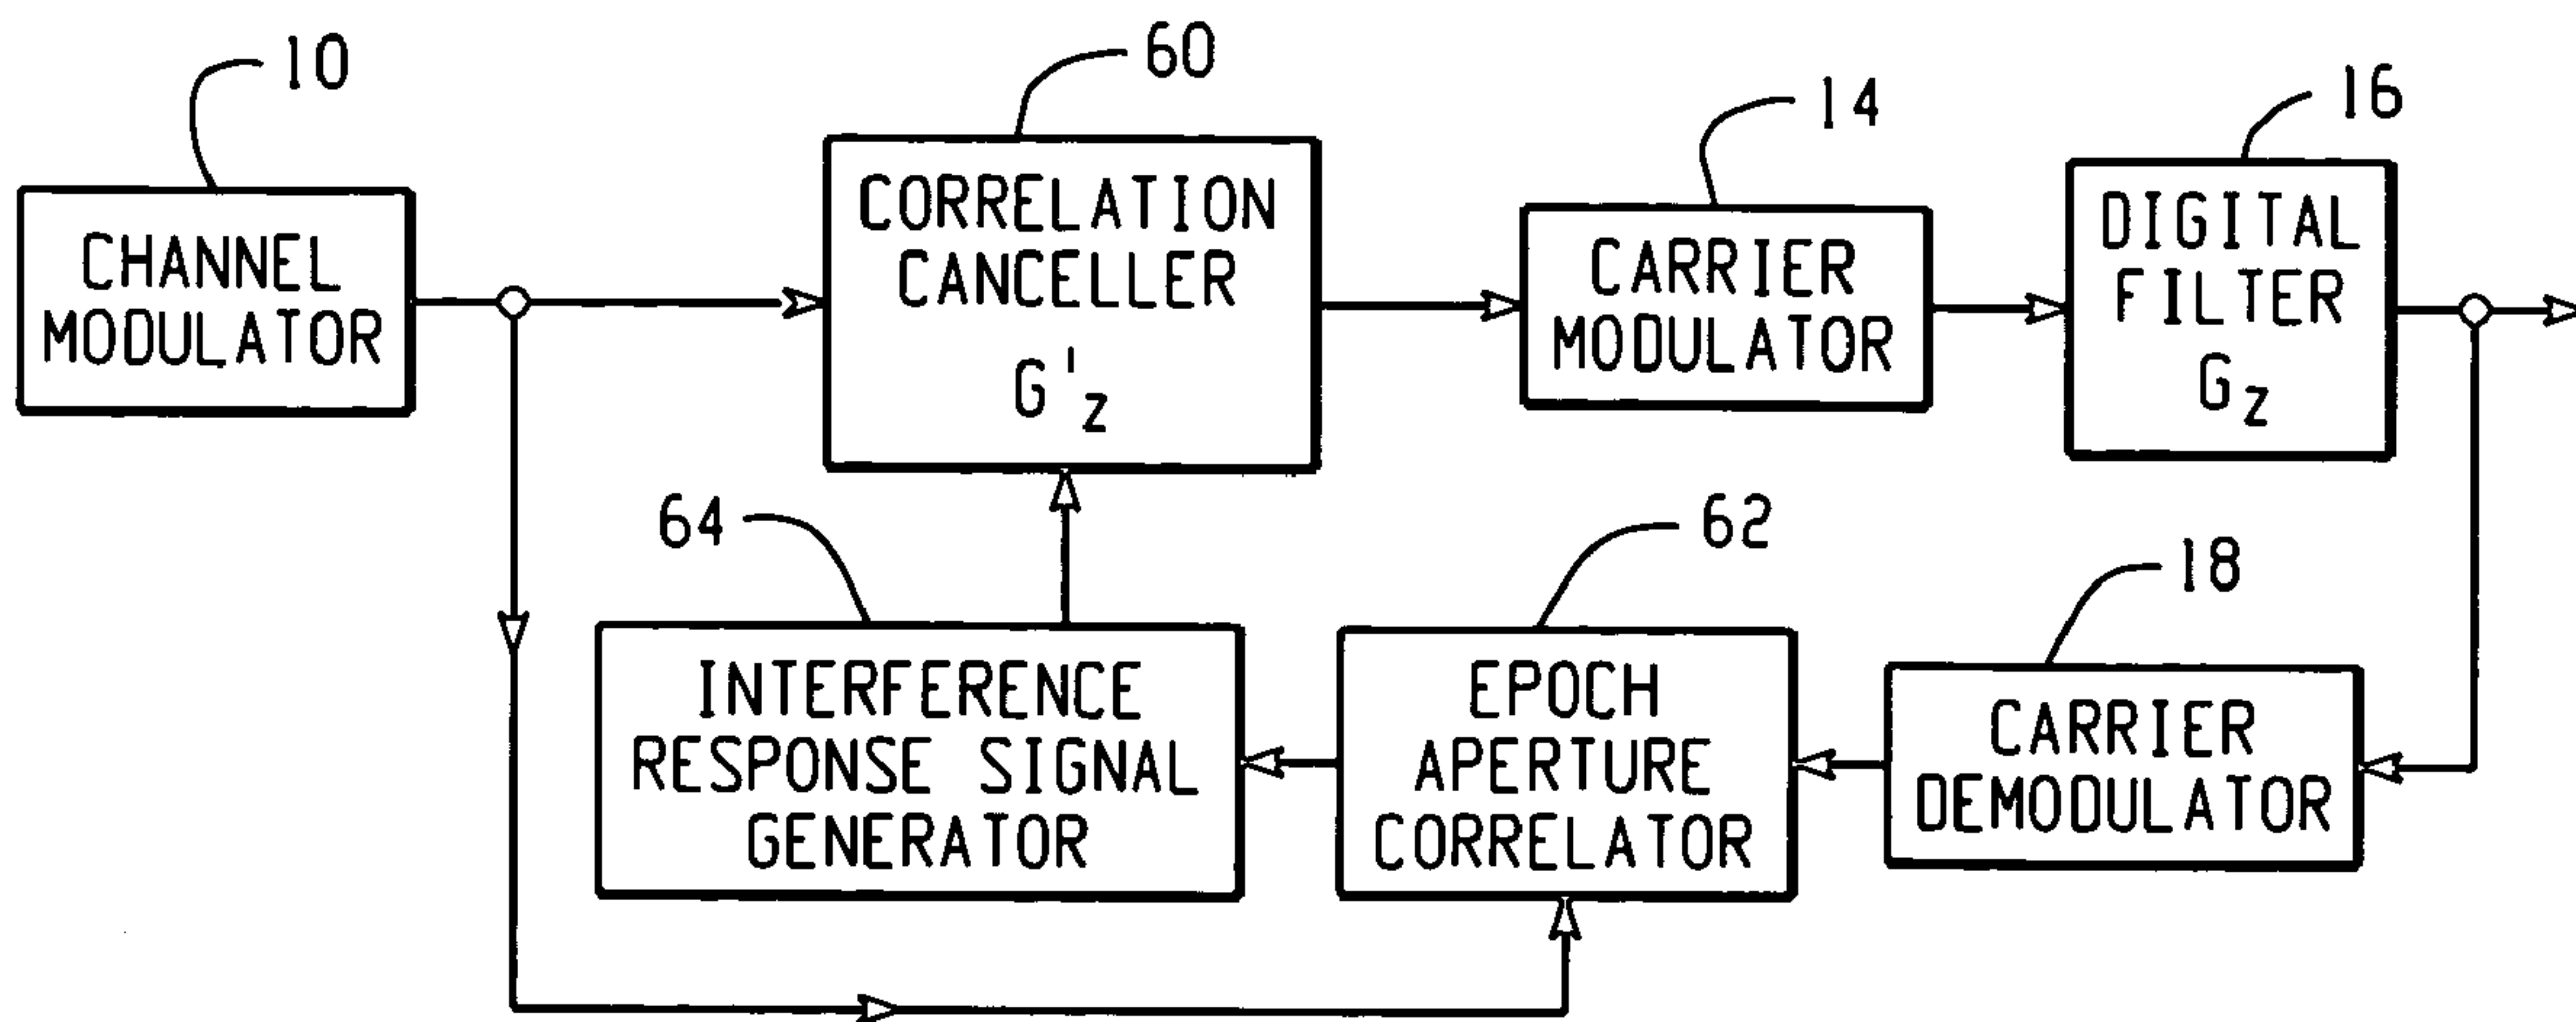 10
60
14
16
CHANNEL
MODULATOR
CORRELATION
CANCELLER
G'z
CARRIER
MODULATOR
DIGITAL
FILTER
Gz
64
62
18
INTERFERENCE
RESPONSE SIGNAL
GENERATOR
EPOCH
APERTURE
CORRELATOR
CARRIER
DEMODULATOR